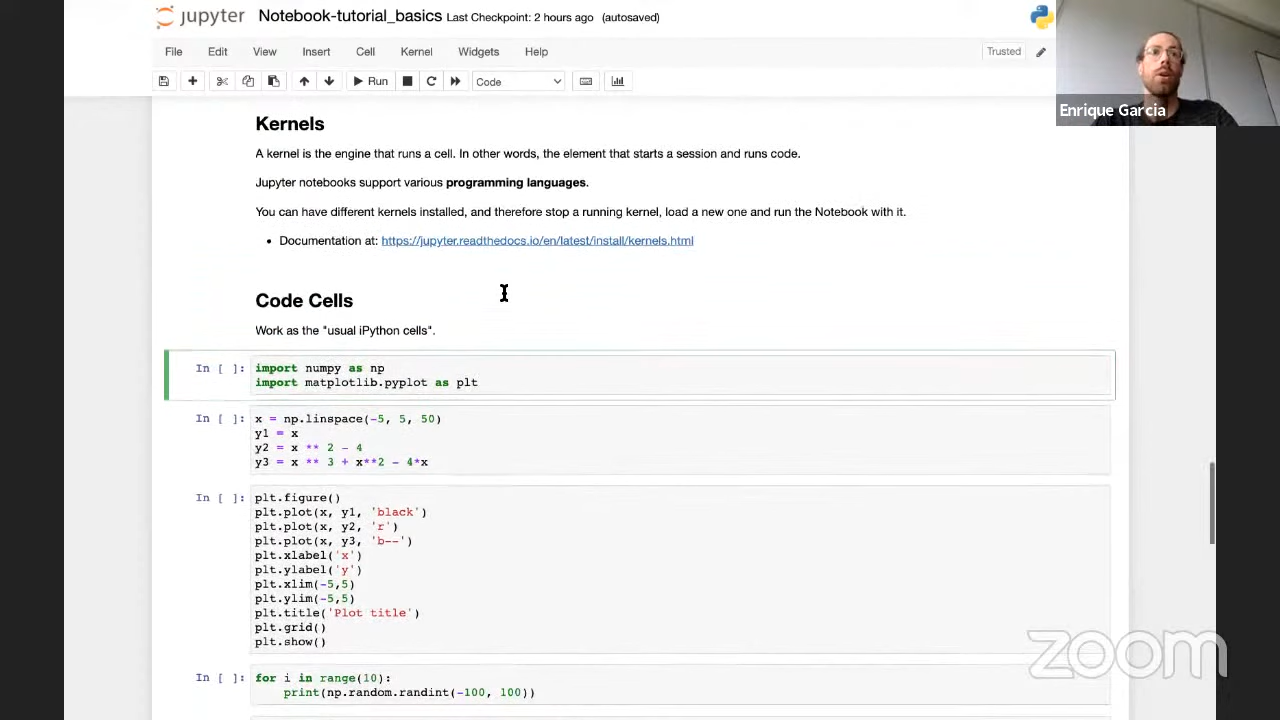 jupyter Notebook-tutorial_basics Last Checkpoint: 2 hours ago (autosaved)
File Edit View Insert Cell Kernel Widgets Help Trusted
Run Code
Enrique Garcia
Kernels
A kernel is the engine that runs a cell. In other words, the element that starts a session and runs code.
Jupyter notebooks support various programming languages.
You can have different kernels installed, and therefore stop a running kernel, load a new one and run the Notebook with it.
• Documentation at: https://jupyter.readthedocs.io/en/latest/install/kernels.html
Code Cells
Work as the "usual iPython cells".
In [ ]: import numpy as np
import matplotlib.pyplot as plt
In [ ]: x = np.linspace(-5, 5, 50)
y1 = x
y2 = x ** 2 - 4
y3 = x ** 3 + x**2 - 4*x
In [ ]: plt.figure()
plt.plot(x, y1, 'black')
plt.plot(x, y2, 'r')
plt.plot(x, y3, 'b--')
plt.xlabel('x')
plt.ylabel('y')
plt.xlim(-5,5)
plt.ylim(-5,5)
plt.title('Plot title')
plt.grid()
plt.show()
In [ ]: for i in range(10):
print(np.random.randint(-100, 100))
zoom